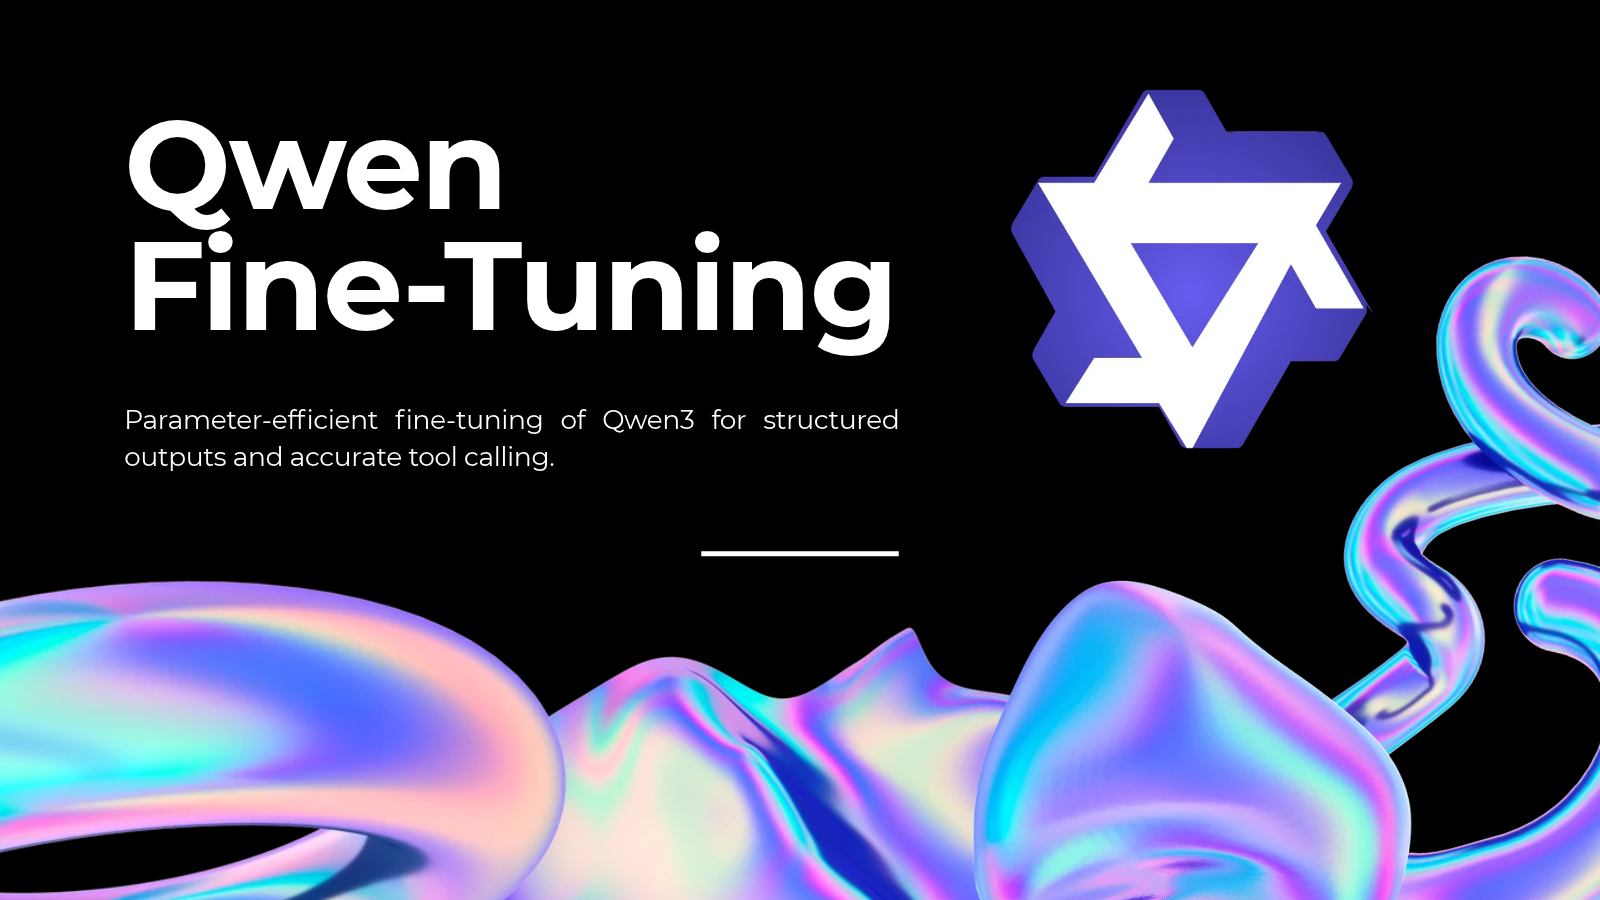 Qwen
Fine-Tuning
Parameter-efficient fine-tuning of Qwen3 for structured
outputs and accurate tool calling.